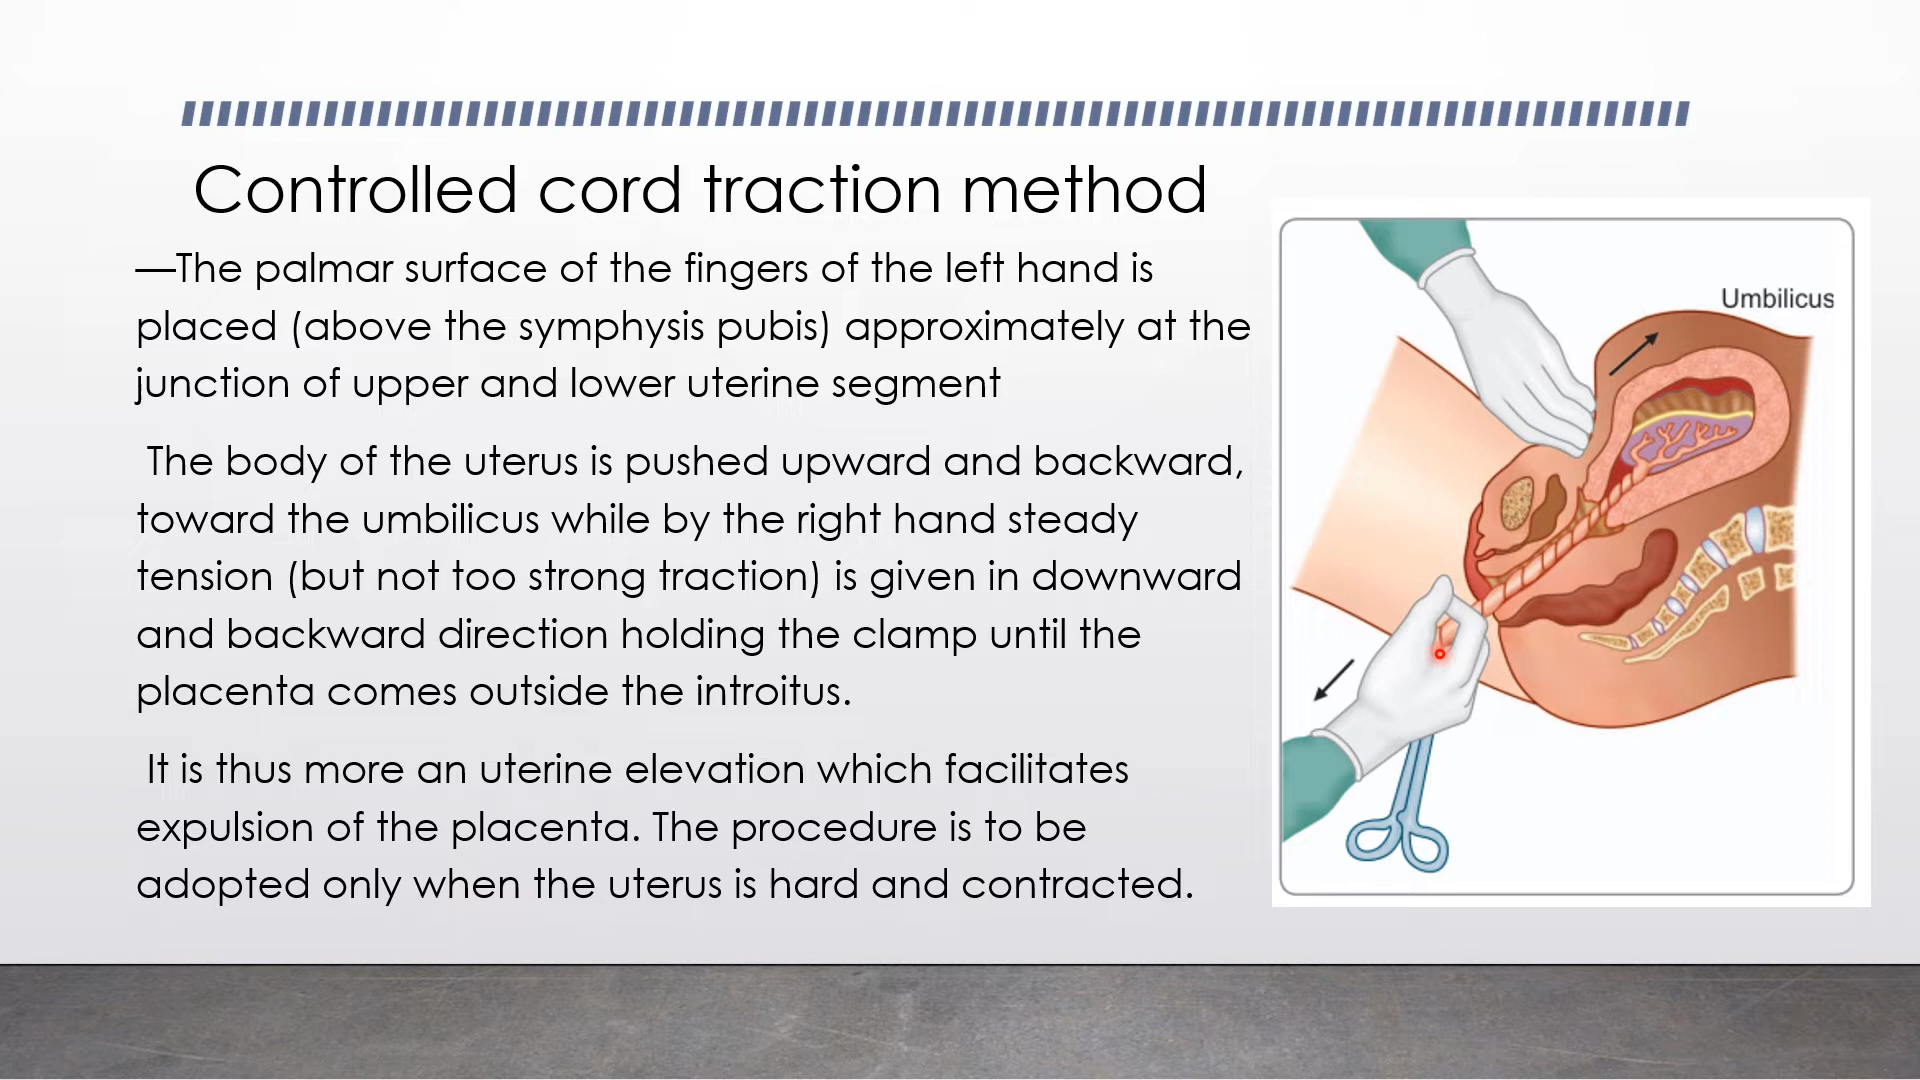 Controlled cord traction method
—The palmar surface of the fingers of the left hand is
placed (above the symphysis pubis) approximately at the
junction of upper and lower uterine segment
The body of the uterus is pushed upward and backward,
toward the umbilicus while by the right hand steady
tension (but not too strong traction) is given in downward
and backward direction holding the clamp until the
placenta comes outside the introitus.
It is thus more an uterine elevation which facilitates
expulsion of the placenta. The procedure is to be
adopted only when the uterus is hard and contracted.
Umbilicus